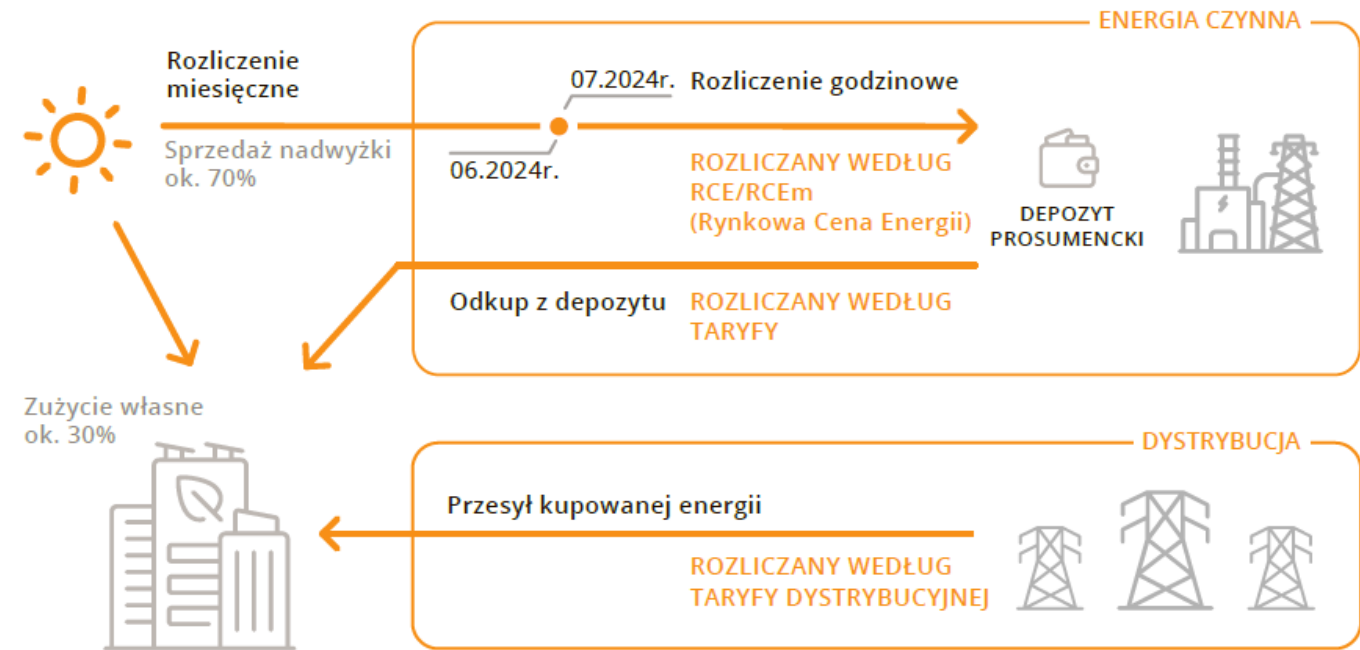 ENERGIA CZYNNA
Rozliczenie
miesięczne
Sprzedaż nadwyżki
ok. 70%
07.2024r.
06.2024r.
Rozliczenie godzinowe
ROZLICZANY WEDŁUG
RCE/RCEm
(Rynkowa Cena Energii)
DEPOZYT
PROSUMENCKI
Odkup z depozytu
ROZLICZANY WEDŁUG
TARYFY
Zużycie własne
ok. 30%
DYSTRYBUCJA
Przesył kupowanej energii
ROZLICZANY WEDŁUG
TARYFY DYSTRYBUCYJNEJ